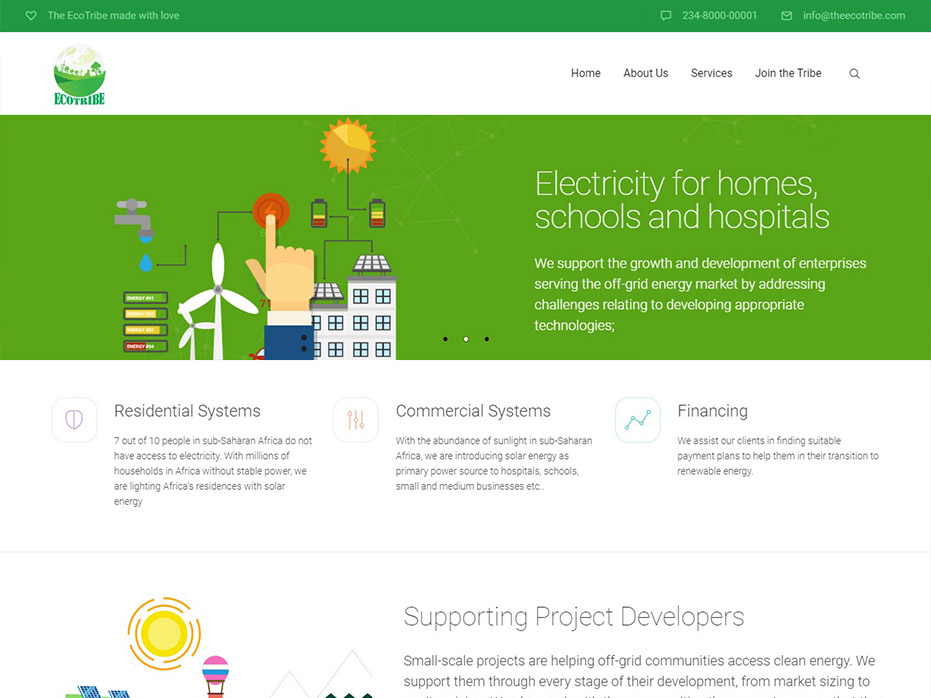 The EcoTribe made with love
234-8000-00001
info@theecotribe.com
ECOTRIBE
Home
About Us
Services
Join the Tribe
Electricity for homes,
schools and hospitals
We support the growth and development of enterprises
serving the off-grid energy market by addressing
challenges relating to developing appropriate
technologies;
ENERGY #01
ENERGY #02
ENERGY #03
ENERGY #04
Residential Systems
7 out of 10 people in sub-Saharan Africa do not
have access to electricity. With millions of
households in Africa without stable power, we
are lighting Africa's residences with solar
energy
Commercial Systems
With the abundance of sunlight in sub-Saharan
Africa, we are introducing solar energy as
primary power source to hospitals, schools,
small and medium businesses etc..
Financing
We assist our clients in finding suitable
payment plans to help them in their transition to
renewable energy.
Supporting Project Developers
Small-scale projects are helping off-grid communities access clean energy. We
support them through every stage of their development, from market sizing to